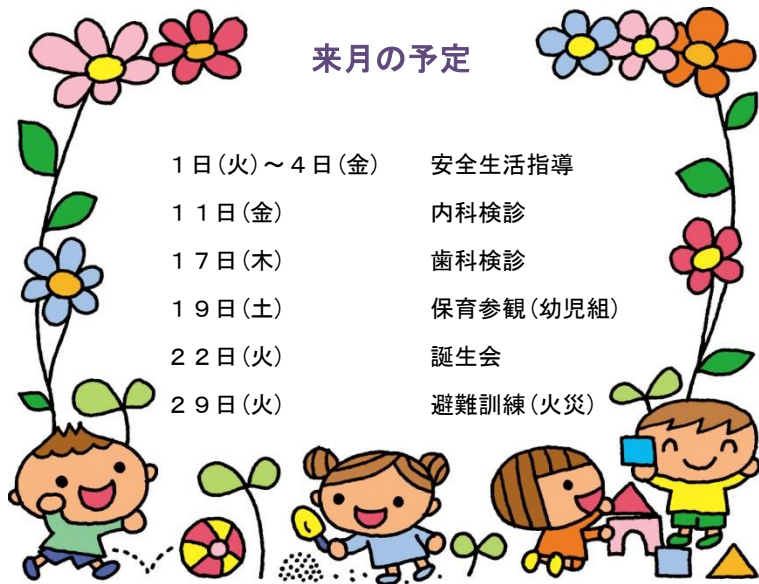 来月の予定
１日（火）～４日（金）　安全生活指導
１１日（金）　内科検診
１７日（木）　歯科検診
１９日（土）　保育参観（幼児組）
２２日（火）　誕生会
２９日（火）　避難訓練（火災）